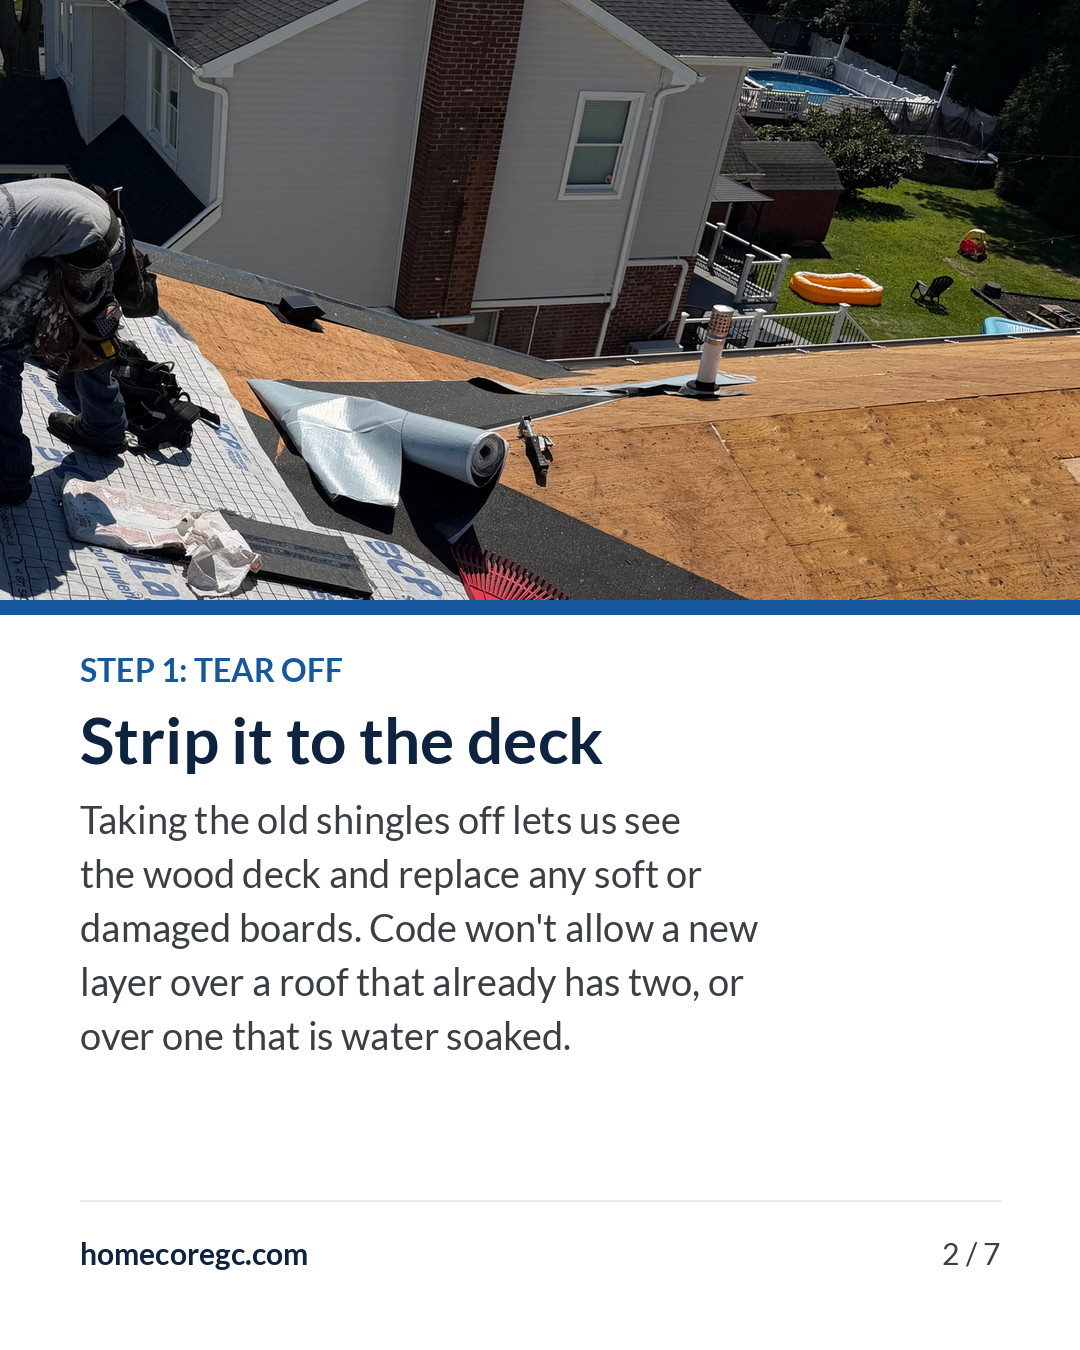 BCP
STEP 1: TEAR OFF
Strip it to the deck
Taking the old shingles off lets us see
the wood deck and replace any soft or
damaged boards. Code won't allow a new
layer over a roof that already has two, or
over one that is water soaked.
homecoregc.com
2 / 7